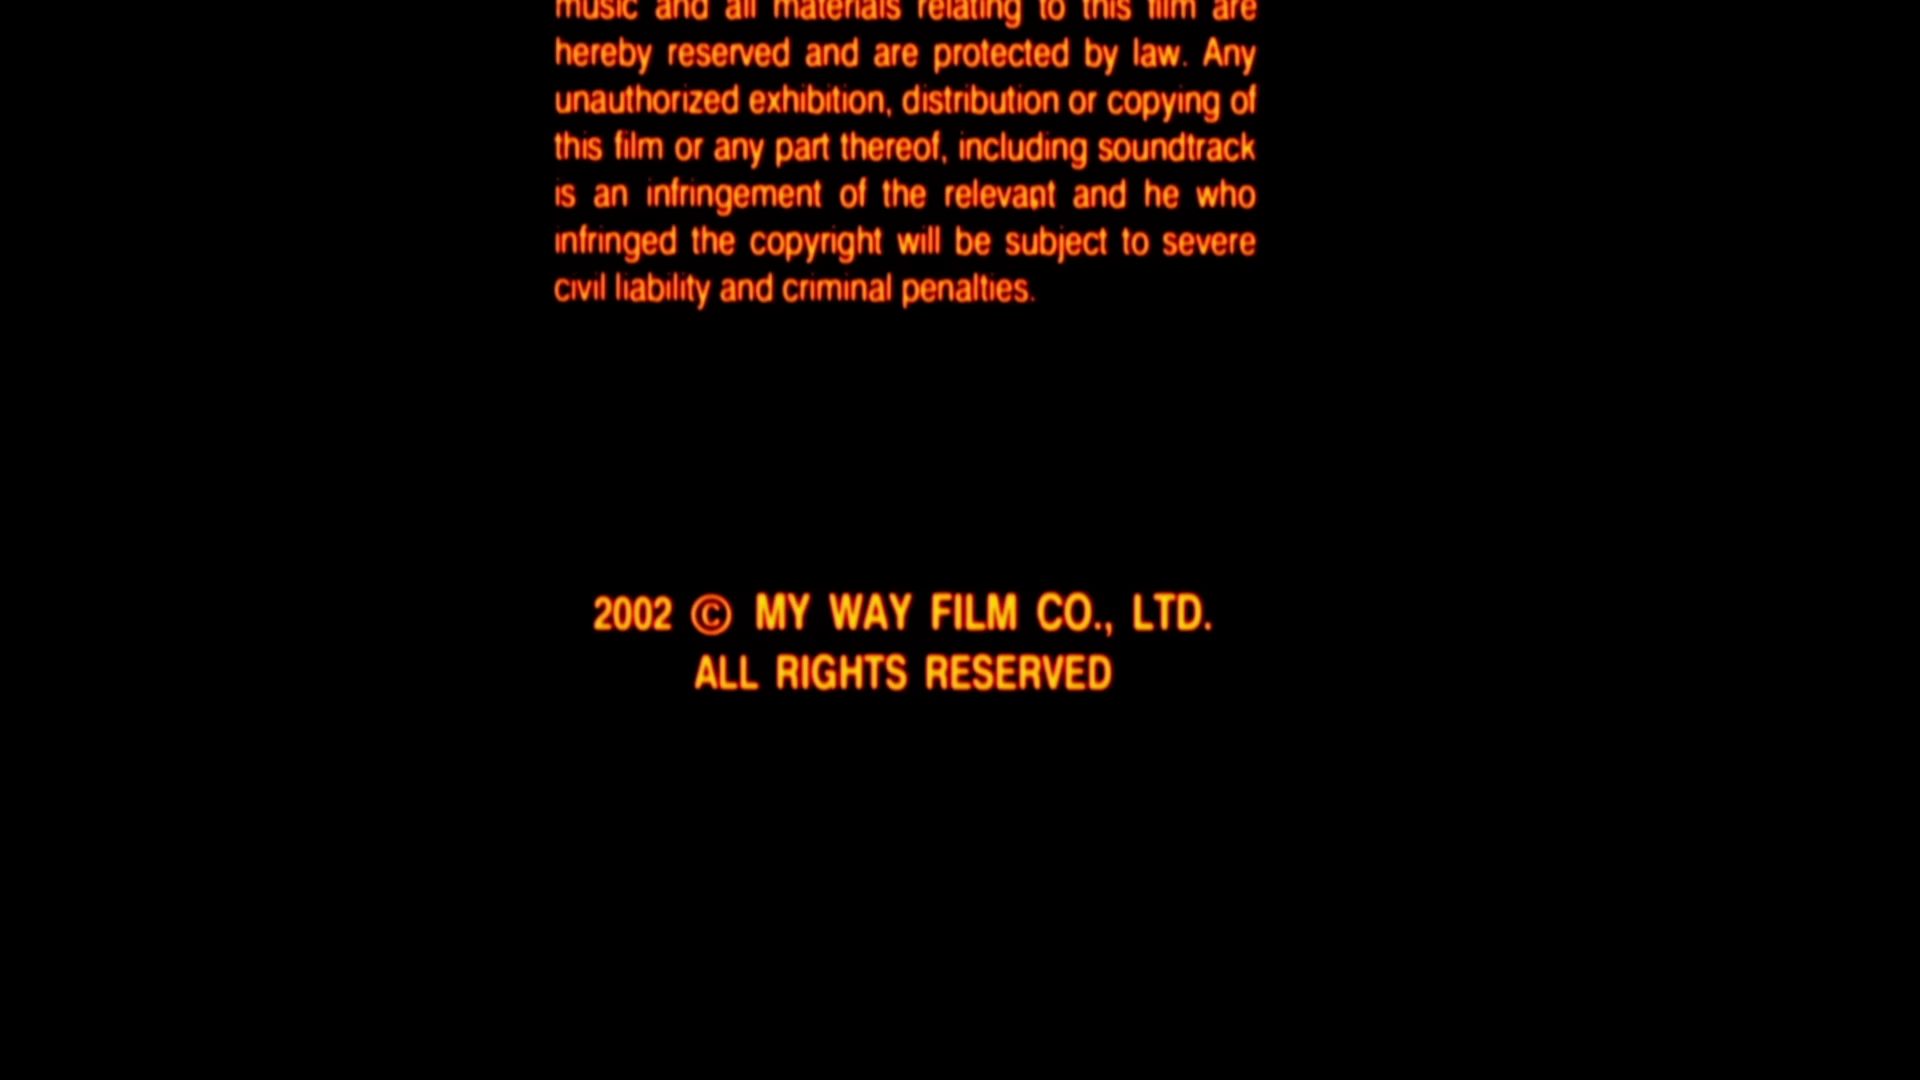 music and all materials relating to this film are
hereby reserved and are protected by law. Any
unauthorized exhibition, distribution or copying of
this film or any part thereof, including soundtrack
is an infringement of the relevant and he who
infringed the copyright will be subject to severe
civil liability and criminal penalties.
2002 © MY WAY FILM CO., LTD.
ALL RIGHTS RESERVED